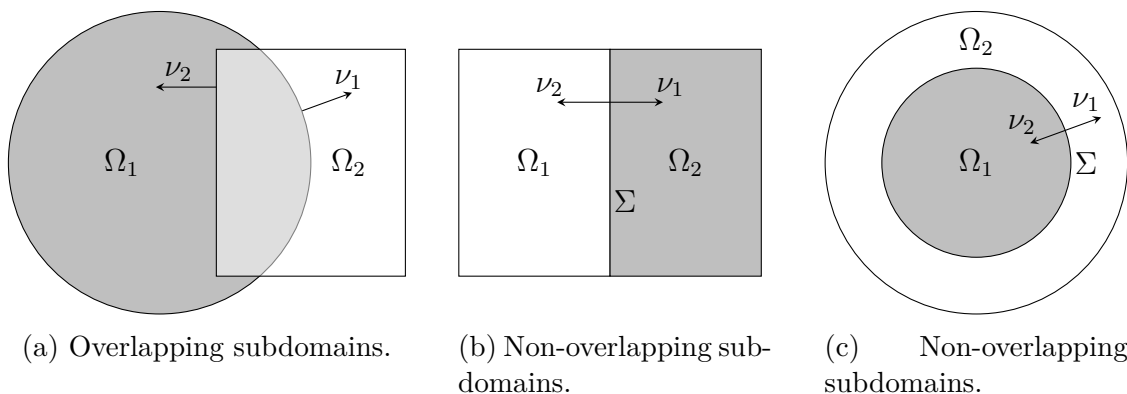 ν₂
ν₁
Ω₁
Ω₂
(a) Overlapping subdomains.
ν₂
ν₁
Ω₁
Ω₂
Σ
(b) Non-overlapping sub-
domains.
Ω₂
ν₁
ν₂
Ω₁
Σ
(c) Non-overlapping
subdomains.